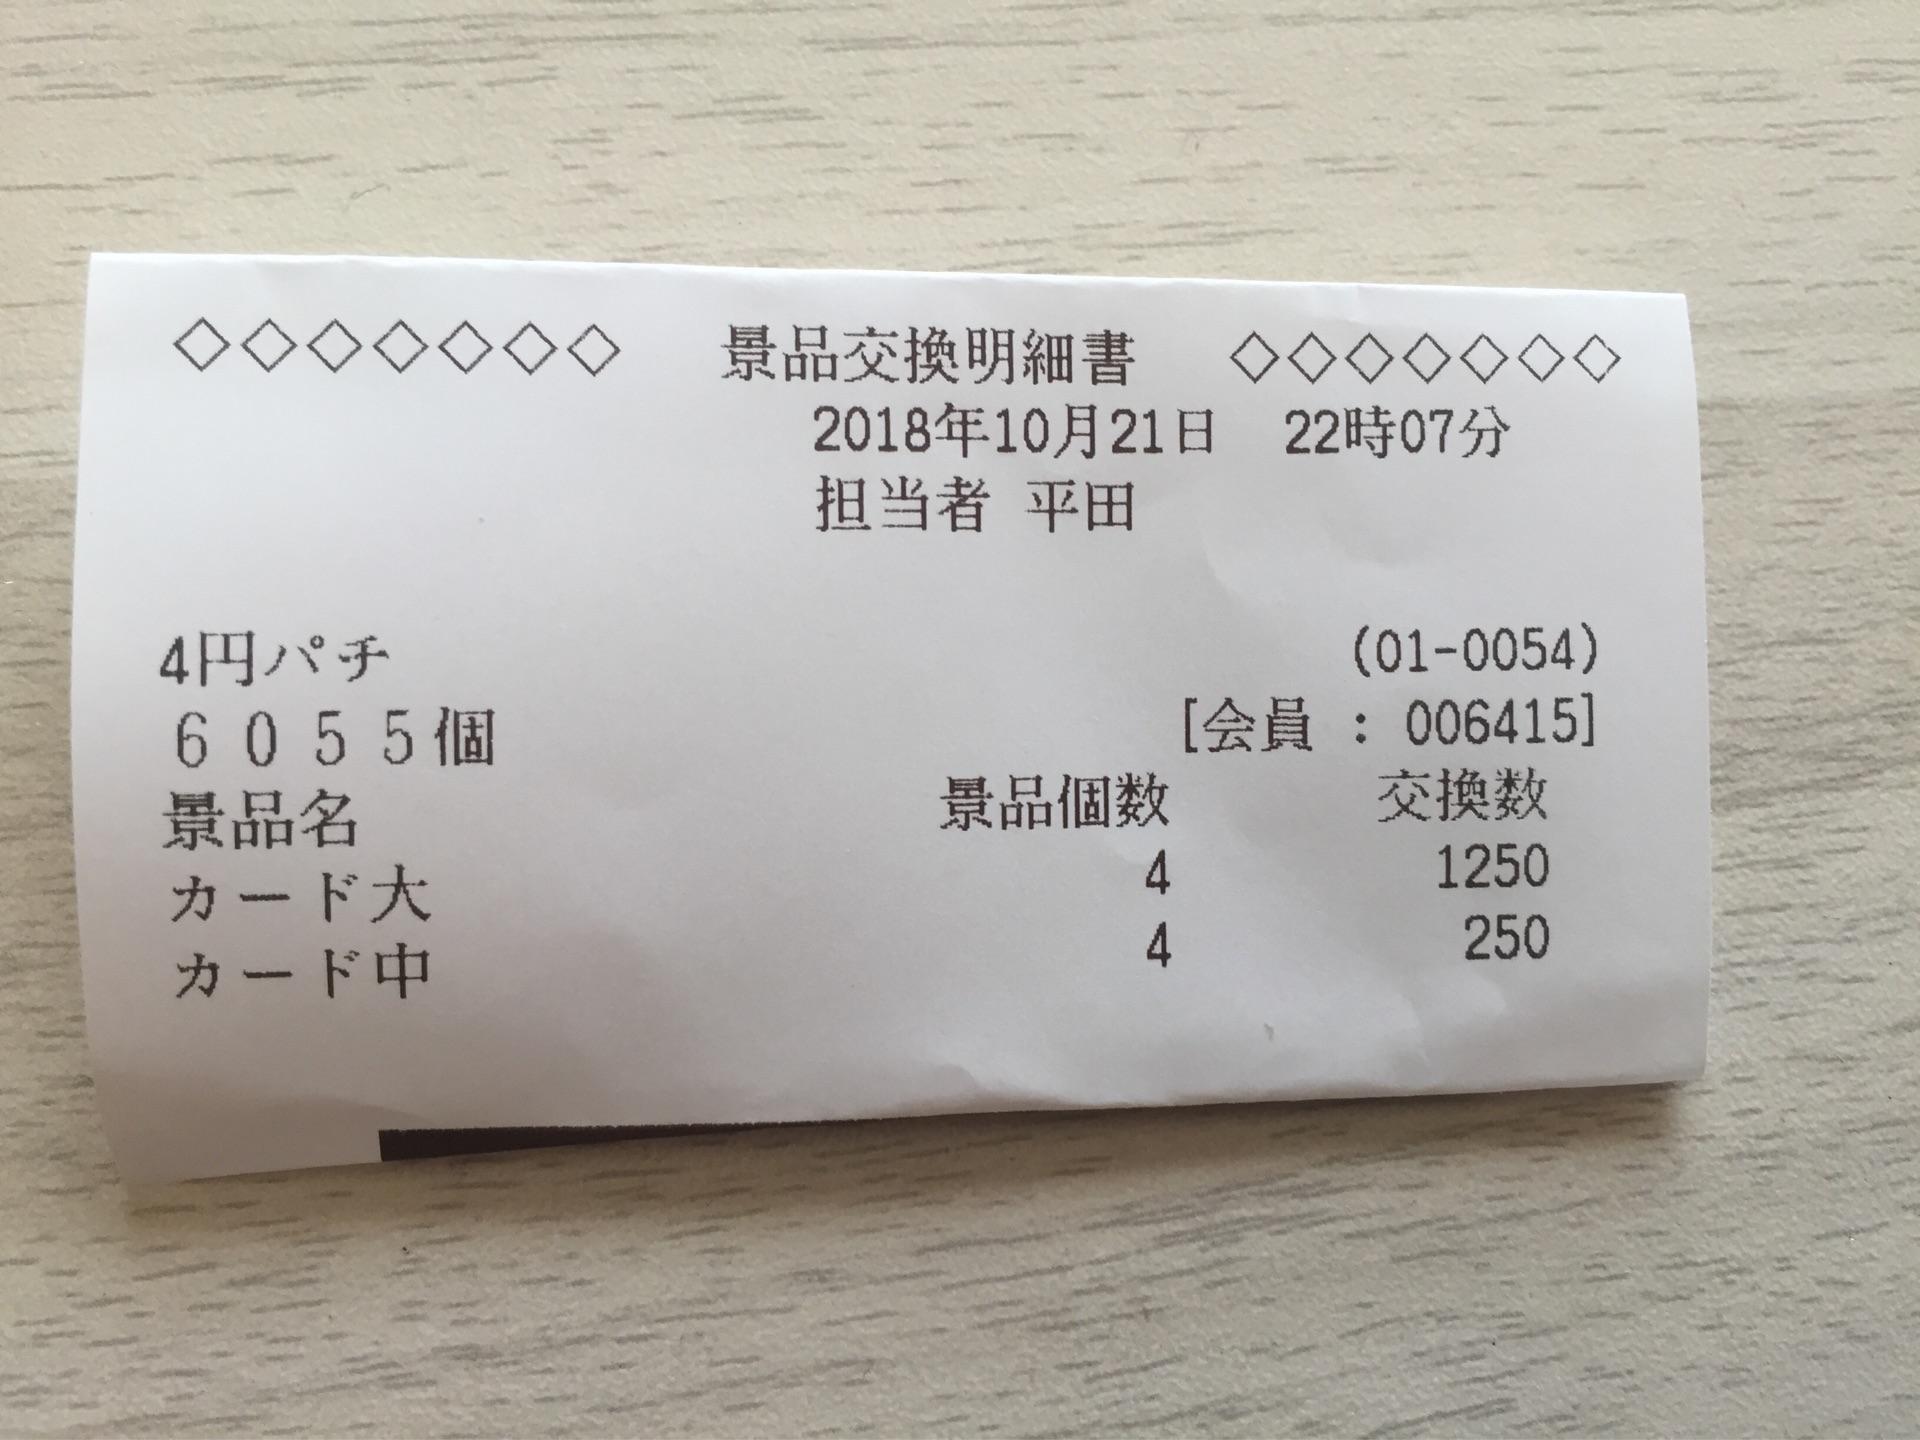 ◇◇◇◇◇◇◇ 景品交換明細書 ◇◇◇◇◇◇◇
2018年10月21日 22時07分
担当者 平田
4円パチ (01-0054)
6055個 [会員 : 006415]
景品名 景品個数 交換数
カード大 4 1250
カード中 4 250